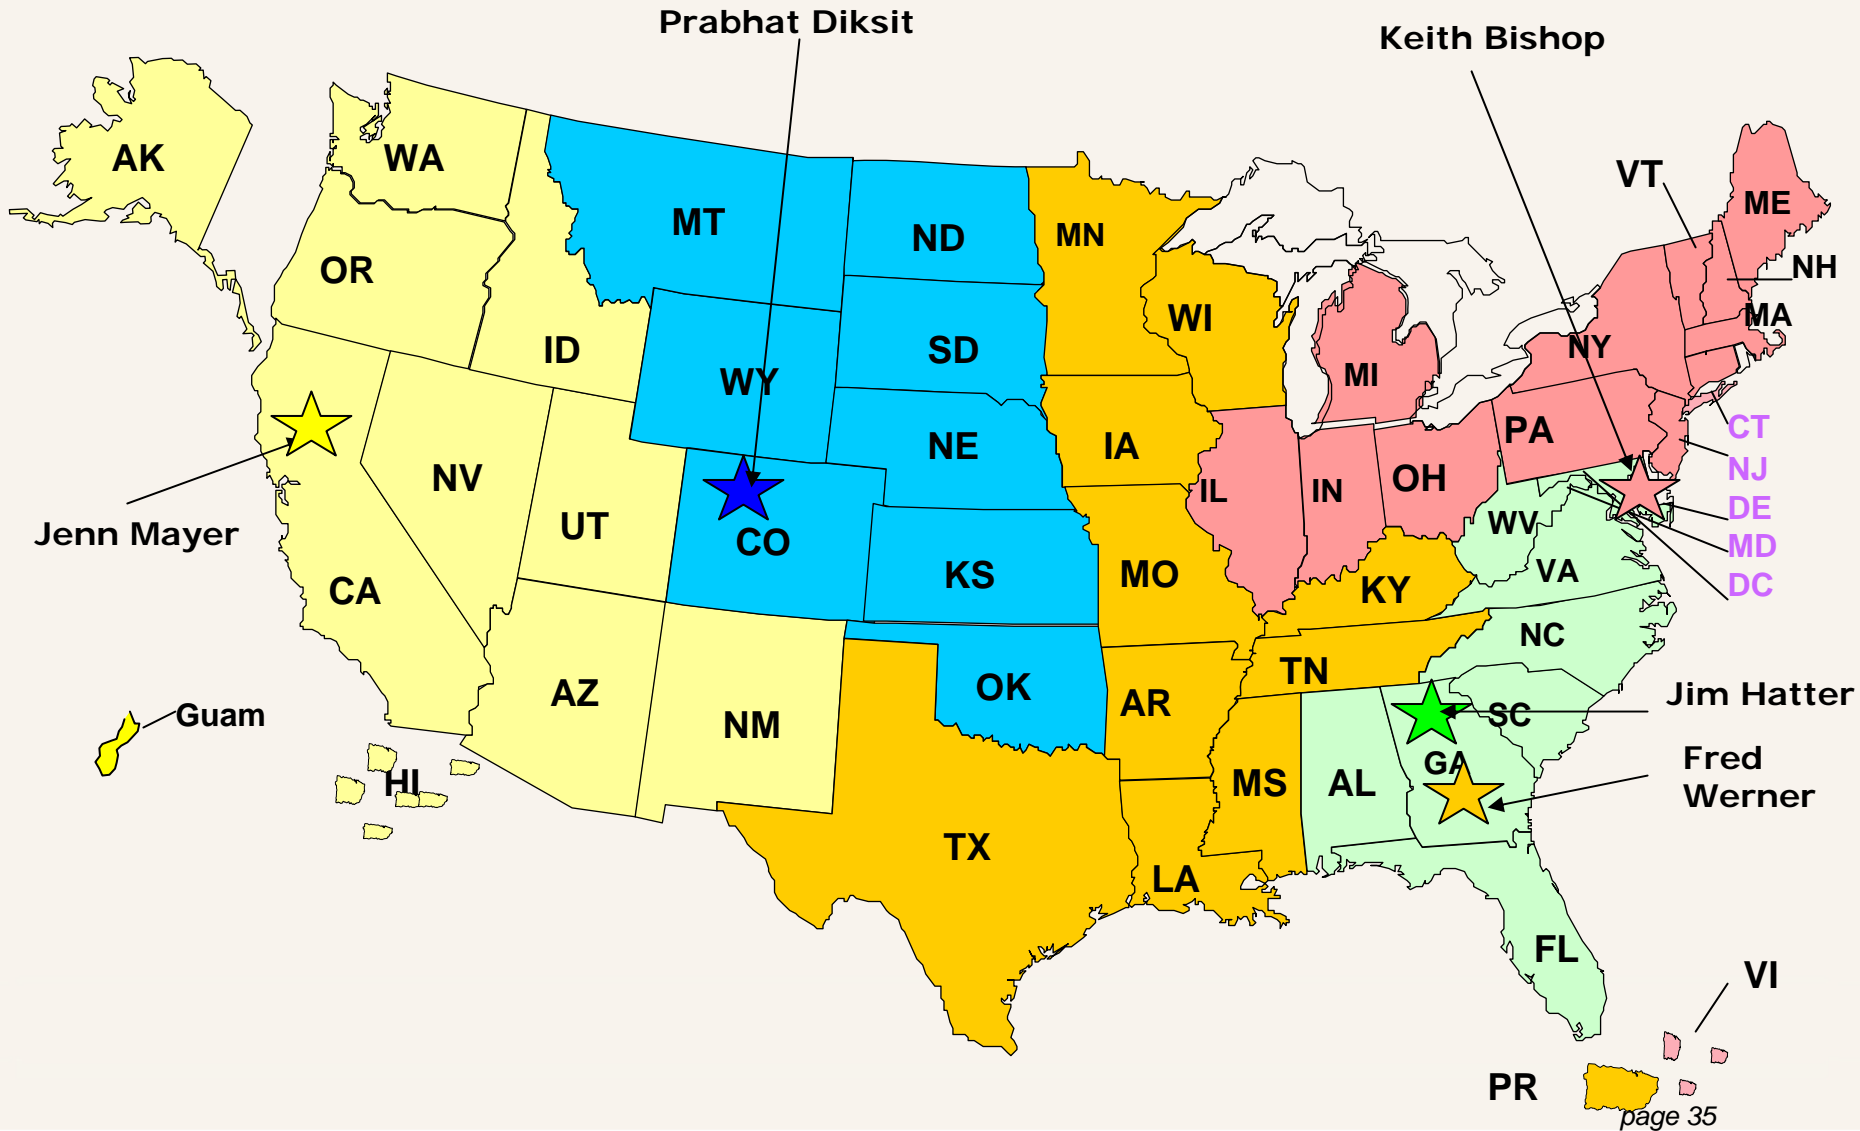 Prabhat Diksit
Keith Bishop
AK
WA
MT
ND
MN
VT
ME
OR
NH
ID
SD
WI
MA
WY
NY
MI
NE
IA
PA
CT
NV
IL
IN
OH
NJ
Jenn Mayer
UT
CO
WV
DE
MD
CA
KS
MO
KY
VA
DC
NC
AZ
OK
TN
Guam
NM
AR
SC
Jim Hatter
HI
MS
AL
GA
Fred
Werner
TX
LA
FL
VI
PR
page 35